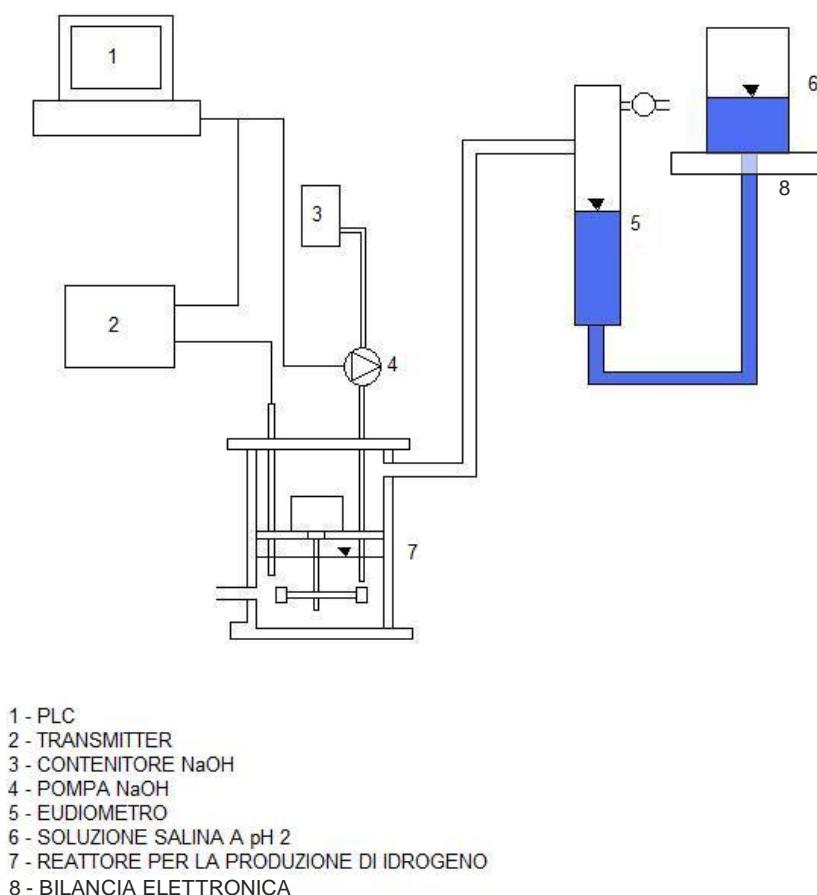 1
6
8
3
5
2
4
7
1 - PLC
2 - TRANSMITTER
3 - CONTENITORE NaOH
4 - POMPA NaOH
5 - EUDIOMETRO
6 - SOLUZIONE SALINA A pH 2
7 - REATTORE PER LA PRODUZIONE DI IDROGENO
8 - BILANCIA ELETTRONICA